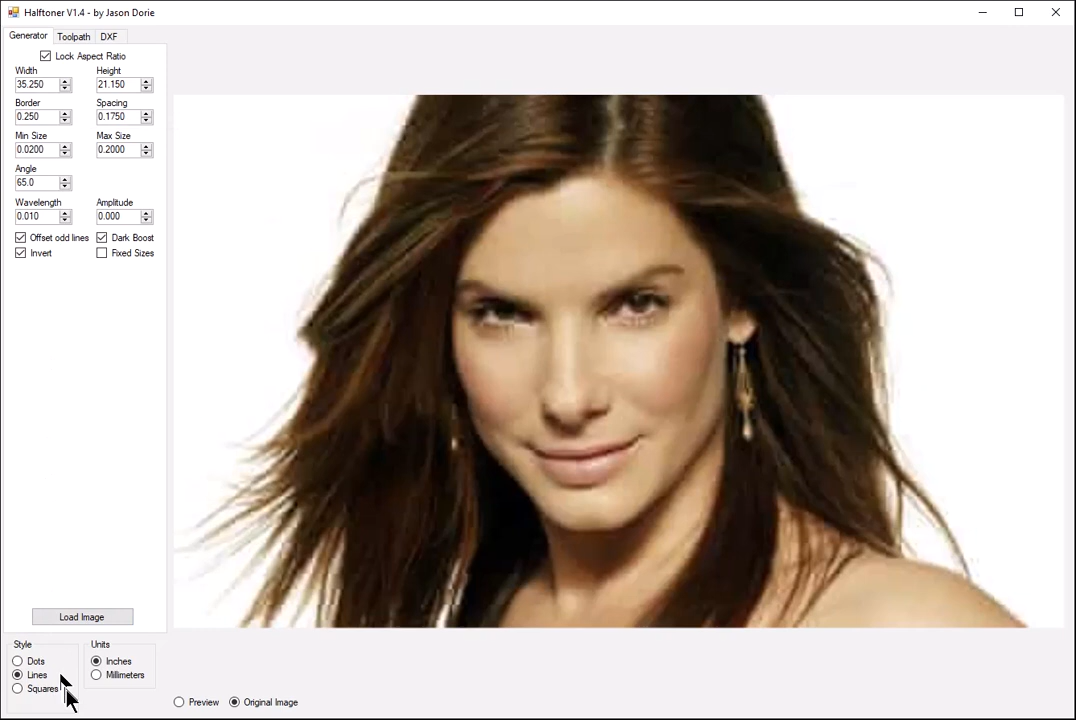 Halftoner V1.4 - by Jason Dorie
Generator Toolpath DXF
Lock Aspect Ratio
Width Height
35.250 21.150
Border Spacing
0.250 0.1750
Min Size Max Size
0.0200 0.2000
Angle
65.0
Wavelength Amplitude
0.010 0.000
Offset odd lines Dark Boost
Invert Fixed Sizes
Load Image
Style Units
Dots Inches
Lines Millimeters
Squares
Preview Original Image